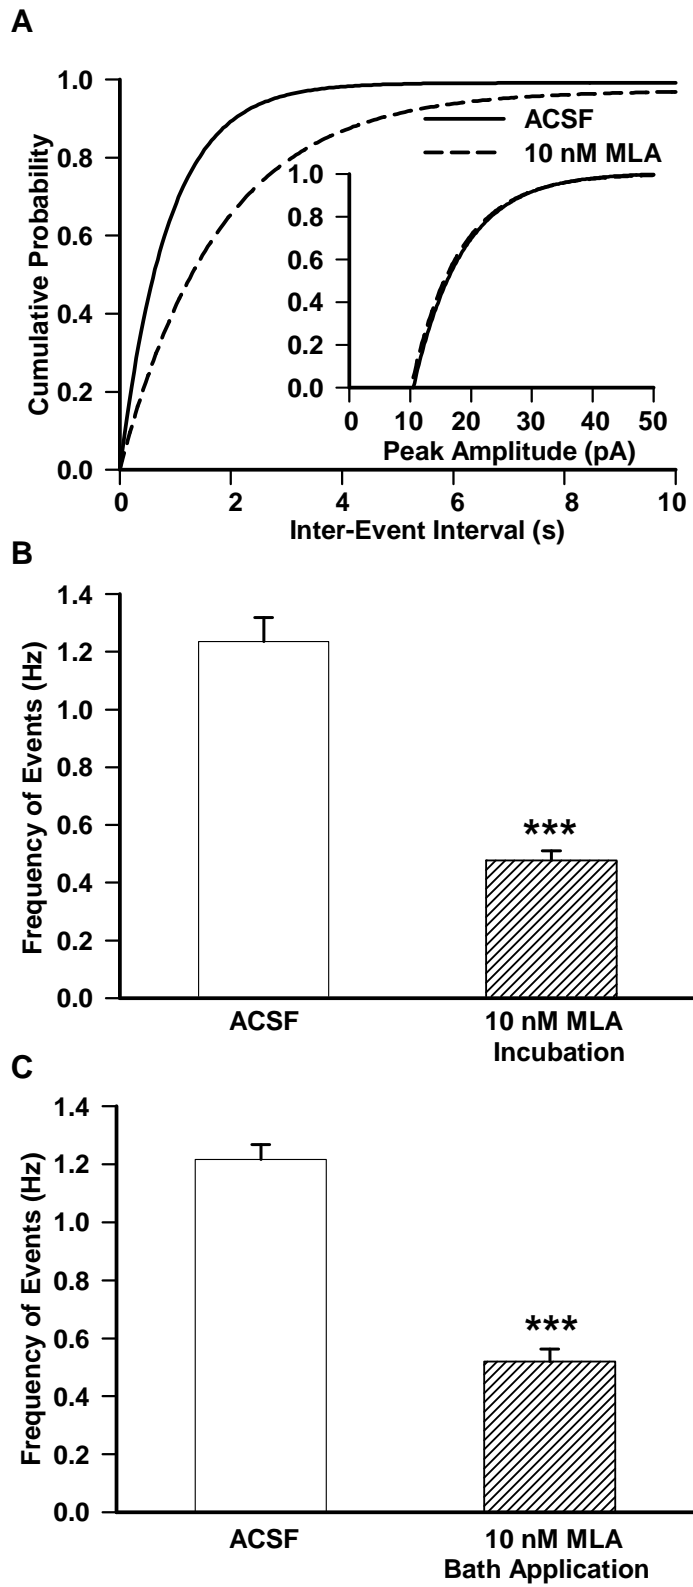 A
1.0
0.8
0.6
0.4
0.2
0.0
Cumulative Probability
ACSF
10 nM MLA
1.0
0.8
0.6
0.4
0.2
0.0
0 10 20 30 40 50
Peak Amplitude (pA)
0 2 4 6 8 10
Inter-Event Interval (s)
B
1.4
1.2
1.0
0.8
0.6
0.4
0.2
0.0
Frequency of Events (Hz)
***
ACSF
10 nM MLA
Incubation
C
1.4
1.2
1.0
0.8
0.6
0.4
0.2
0.0
Frequency of Events (Hz)
***
ACSF
10 nM MLA
Bath Application